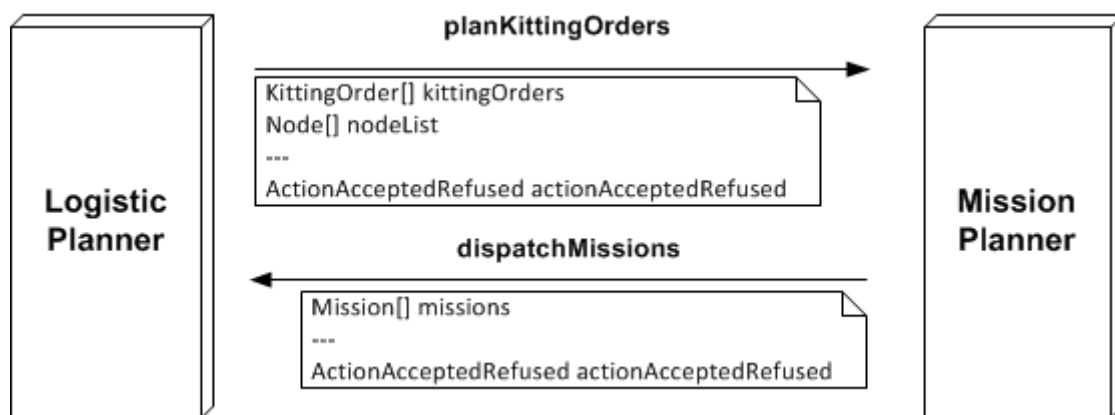 planKittingOrders
KittingOrder[] kittingOrders
Node[] nodeList
---
ActionAcceptedRefused actionAcceptedRefused
Logistic
Planner
Mission
Planner
dispatchMissions
Mission[] missions
---
ActionAcceptedRefused actionAcceptedRefused